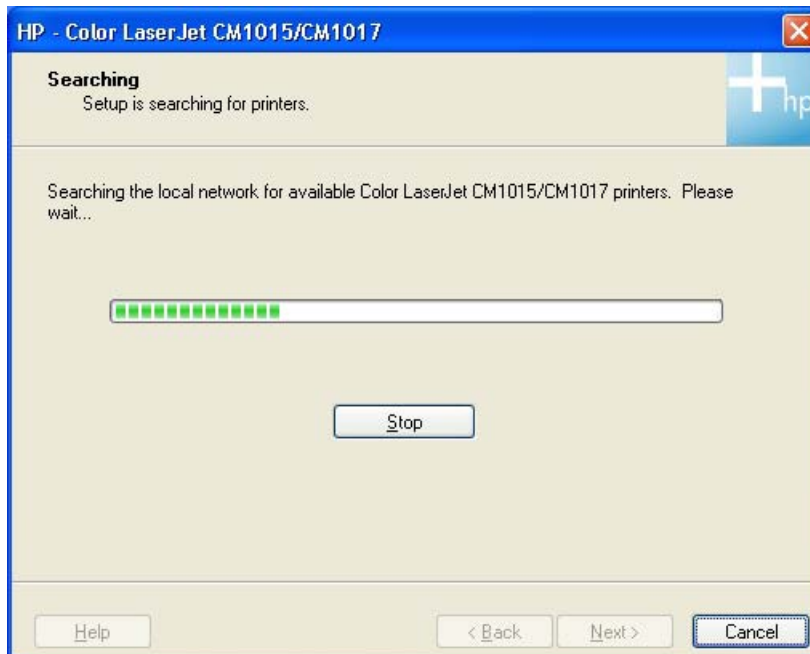 HP - Color LaserJet CM1015/CM1017
Searching
Setup is searching for printers.
hp
Searching the local network for available Color LaserJet CM1015/CM1017 printers. Please
wait...
Stop
Help
< Back
Next >
Cancel